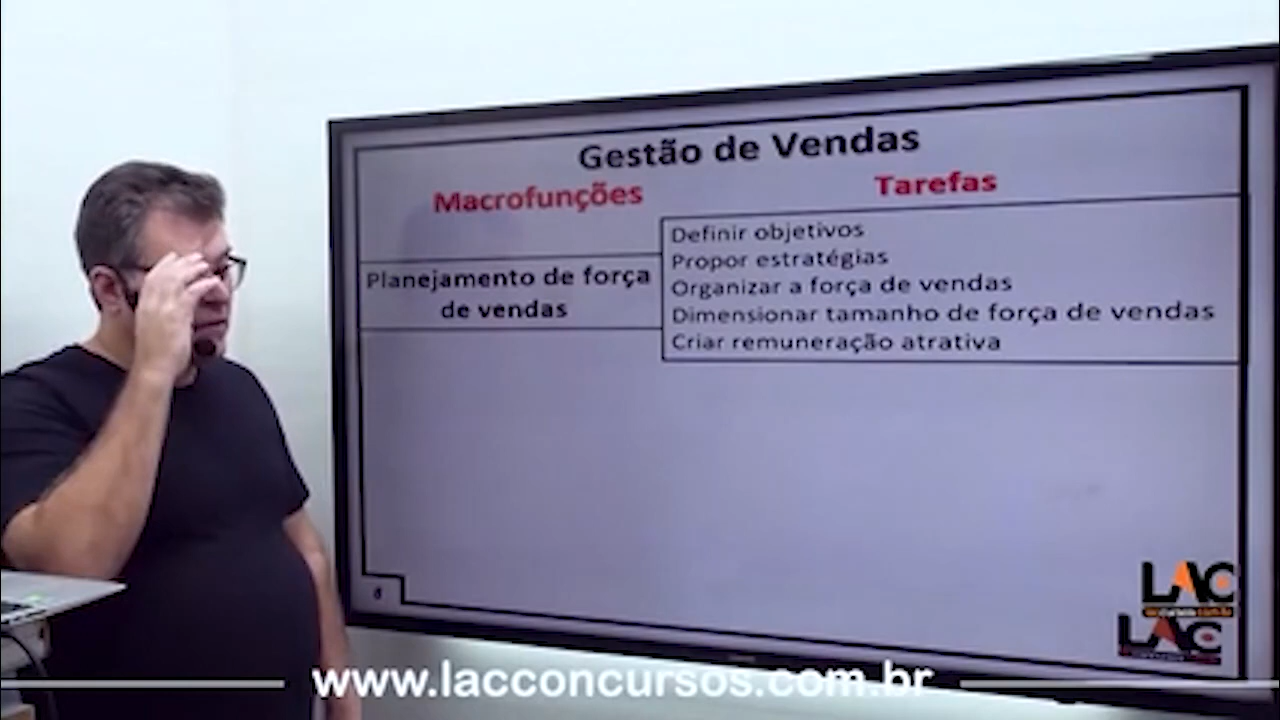 Gestão de Vendas
Macrofunções
Tarefas
Planejamento de força
de vendas
Definir objetivos
Propor estratégias
Organizar a força de vendas
Dimensionar tamanho de força de vendas
Criar remuneração atrativa
LAC
LAC
www.lacconcursos.com.br